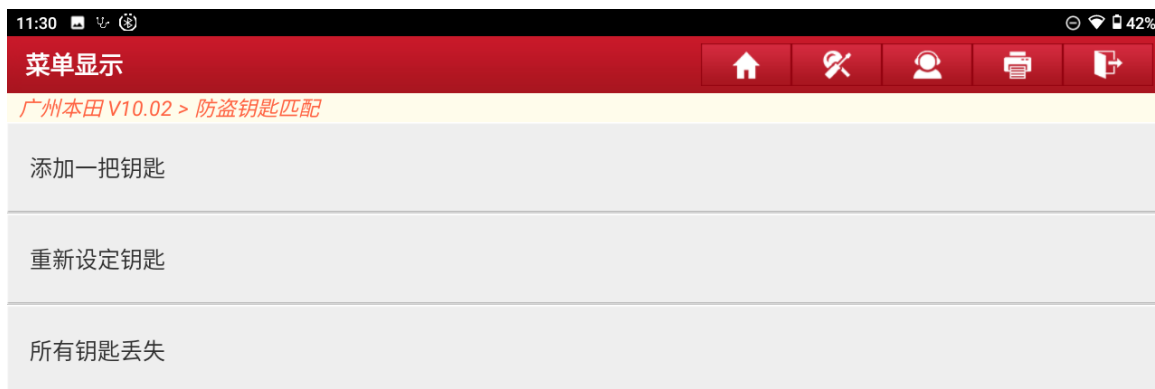 11:30 42%
菜单显示
广州本田 V10.02 > 防盗钥匙匹配
添加一把钥匙
重新设定钥匙
所有钥匙丢失